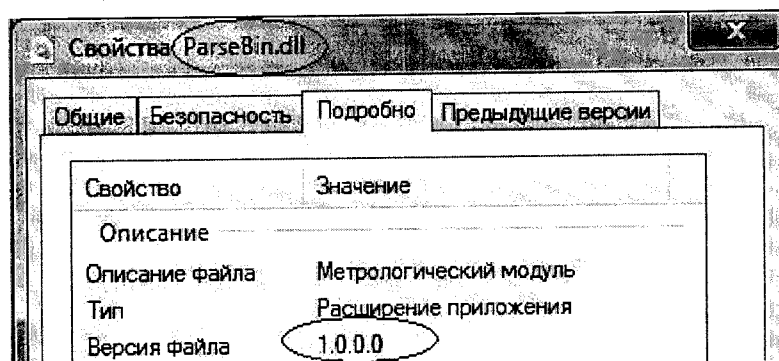 Свойства: ParseBin.dll
Общие Безопасность Подробно Предыдущие версии
Свойство Значение
Описание
Описание файла Метрологический модуль
Тип Расширение приложения
Версия файла 1.0.0.0